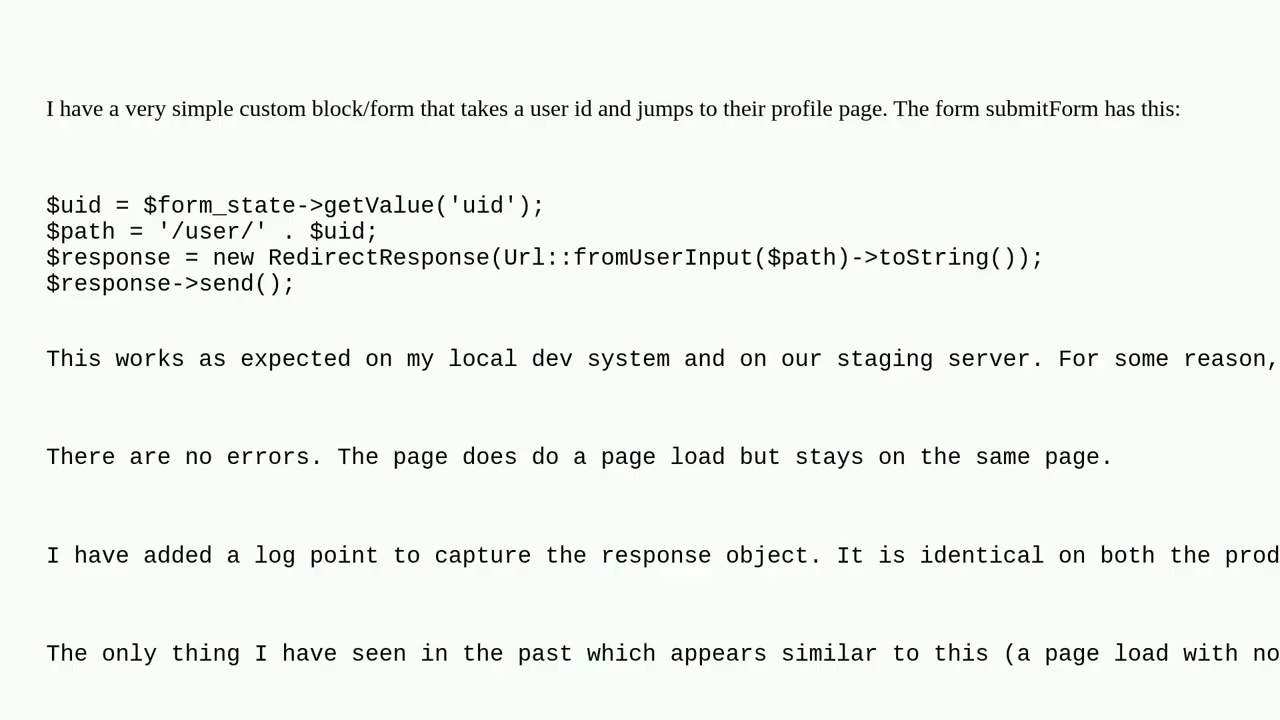 I have a very simple custom block/form that takes a user id and jumps to their profile page. The form submitForm has this:
$uid = $form_state->getValue('uid');
$path = '/user/' . $uid;
$response = new RedirectResponse(Url::fromUserInput($path)->toString());
$response->send();
This works as expected on my local dev system and on our staging server. For some reason,
There are no errors. The page does do a page load but stays on the same page.
I have added a log point to capture the response object. It is identical on both the prod
The only thing I have seen in the past which appears similar to this (a page load with no